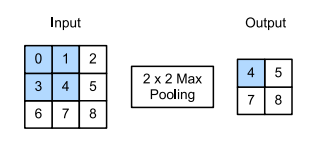 Input
Output
0 1 2
3 4 5
6 7 8
2 x 2 Max
Pooling
4 5
7 8